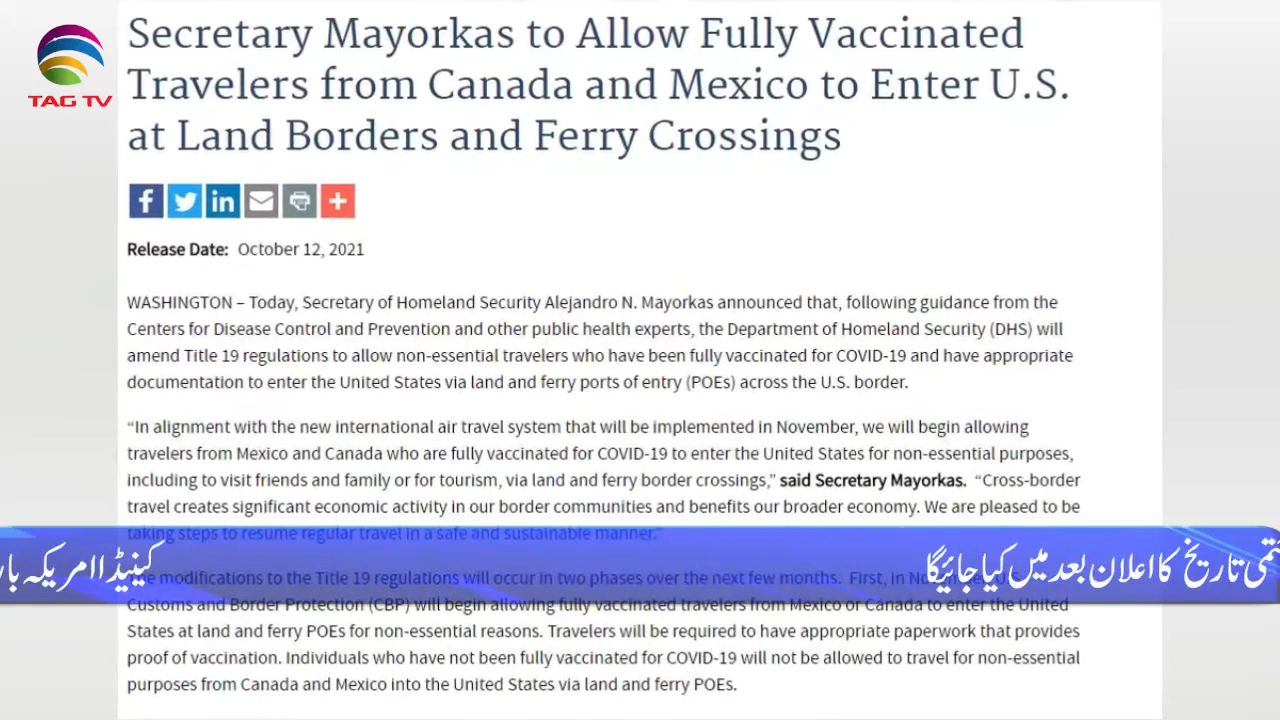 TAG TV
Secretary Mayorkas to Allow Fully Vaccinated
Travelers from Canada and Mexico to Enter U.S.
at Land Borders and Ferry Crossings
Release Date: October 12, 2021
WASHINGTON – Today, Secretary of Homeland Security Alejandro N. Mayorkas announced that, following guidance from the
Centers for Disease Control and Prevention and other public health experts, the Department of Homeland Security (DHS) will
amend Title 19 regulations to allow non-essential travelers who have been fully vaccinated for COVID-19 and have appropriate
documentation to enter the United States via land and ferry ports of entry (POEs) across the U.S. border.
“In alignment with the new international air travel system that will be implemented in November, we will begin allowing
travelers from Mexico and Canada who are fully vaccinated for COVID-19 to enter the United States for non-essential purposes,
including to visit friends and family or for tourism, via land and ferry border crossings,” said Secretary Mayorkas. “Cross-border
travel creates significant economic activity in our border communities and benefits our broader economy. We are pleased to be
taking steps to resume regular travel in a safe and sustainable manner.”
تاریخ کا اعلان بعد میں کیا جائیگا
کینیڈا امریکہ
modifications to the Title 19 regulations will occur in two phases over the next few months. First, in
Customs and Border Protection (CBP) will begin allowing fully vaccinated travelers from Mexico or Canada to enter the United
States at land and ferry POEs for non-essential reasons. Travelers will be required to have appropriate paperwork that provides
proof of vaccination. Individuals who have not been fully vaccinated for COVID-19 will not be allowed to travel for non-essential
purposes from Canada and Mexico into the United States via land and ferry POEs.